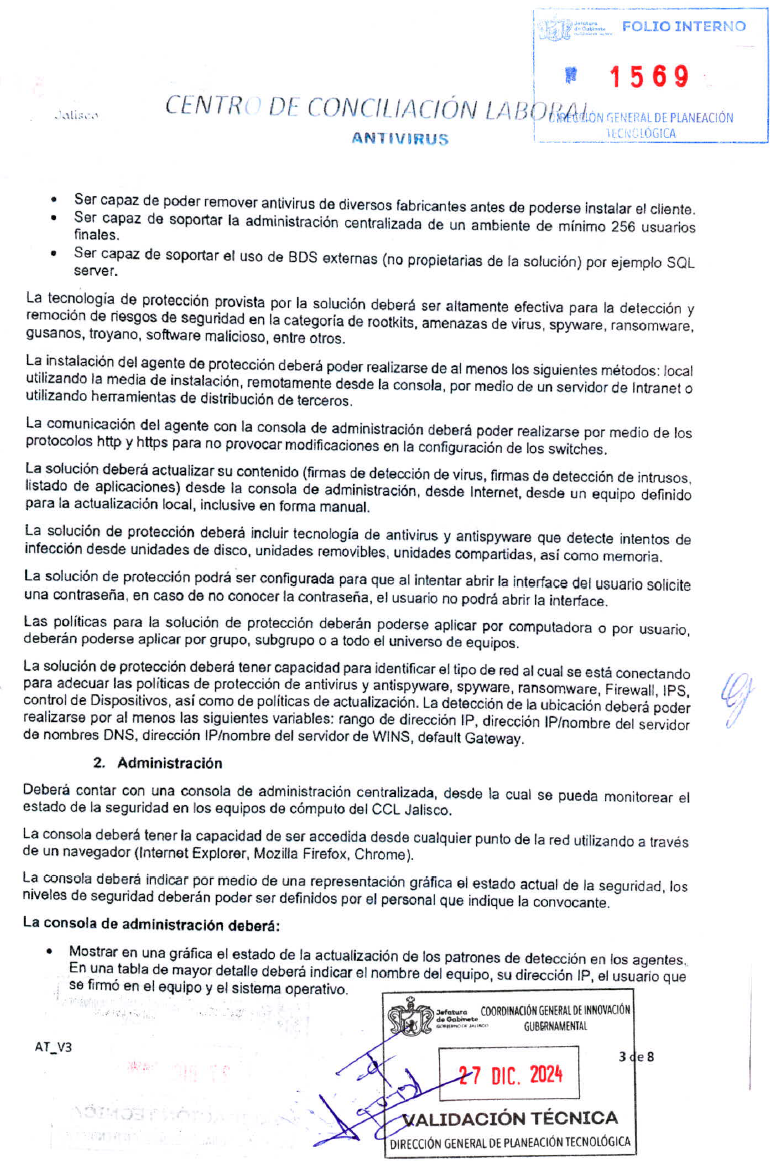 Jefatura
de Gabinete
FOLIO INTERNO
1569
Jalisco
CENTRO DE CONCILIACIÓN LABORAL
DIRECCIÓN GENERAL DE PLANEACIÓN
TECNOLÓGICA
ANTIVIRUS
• Ser capaz de poder remover antivirus de diversos fabricantes antes de poderse instalar el cliente.
• Ser capaz de soportar la administración centralizada de un ambiente de mínimo 256 usuarios
finales.
• Ser capaz de soportar el uso de BDS externas (no propietarias de la solución) por ejemplo SQL
server.
La tecnología de protección provista por la solución deberá ser altamente efectiva para la detección y
remoción de riesgos de seguridad en la categoría de rootkits, amenazas de virus, spyware, ransomware,
gusanos, troyano, software malicioso, entre otros.
La instalación del agente de protección deberá poder realizarse de al menos los siguientes métodos: local
utilizando la media de instalación, remotamente desde la consola, por medio de un servidor de Intranet o
utilizando herramientas de distribución de terceros.
La comunicación del agente con la consola de administración deberá poder realizarse por medio de los
protocolos http y https para no provocar modificaciones en la configuración de los switches.
La solución deberá actualizar su contenido (firmas de detección de virus, firmas de detección de intrusos,
listado de aplicaciones) desde la consola de administración, desde Internet, desde un equipo definido
para la actualización local, inclusive en forma manual.
La solución de protección deberá incluir tecnología de antivirus y antispyware que detecte intentos de
infección desde unidades de disco, unidades removibles, unidades compartidas, así como memoria.
La solución de protección podrá ser configurada para que al intentar abrir la interface del usuario solicite
una contraseña, en caso de no conocer la contraseña, el usuario no podrá abrir la interface.
Las políticas para la solución de protección deberán poderse aplicar por computadora o por usuario,
deberán poderse aplicar por grupo, subgrupo o a todo el universo de equipos.
La solución de protección deberá tener capacidad para identificar el tipo de red al cual se está conectando
para adecuar las políticas de protección de antivirus y antispyware, spyware, ransomware, Firewall, IPS,
control de Dispositivos, así como de políticas de actualización. La detección de la ubicación deberá poder
realizarse por al menos las siguientes variables: rango de dirección IP, dirección IP/nombre del servidor
de nombres DNS, dirección IP/nombre del servidor de WINS, default Gateway.
2. Administración
Deberá contar con una consola de administración centralizada, desde la cual se pueda monitorear el
estado de la seguridad en los equipos de cómputo del CCL Jalisco.
La consola deberá tener la capacidad de ser accedida desde cualquier punto de la red utilizando a través
de un navegador (Internet Explorer, Mozilla Firefox, Chrome).
La consola deberá indicar por medio de una representación gráfica el estado actual de la seguridad, los
niveles de seguridad deberán poder ser definidos por el personal que indique la convocante.
La consola de administración deberá:
• Mostrar en una gráfica el estado de la actualización de los patrones de detección en los agentes.
En una tabla de mayor detalle deberá indicar el nombre del equipo, su dirección IP, el usuario que
se firmó en el equipo y el sistema operativo.
Jefatura
de Gabinete
GOBIERNO DE JALISCO
COORDINACIÓN GENERAL DE INNOVACIÓN
GUBERNAMENTAL
AT_V3
3 de 8
27 DIC. 2024
VALIDACIÓN TÉCNICA
DIRECCIÓN GENERAL DE PLANEACIÓN TECNOLÓGICA